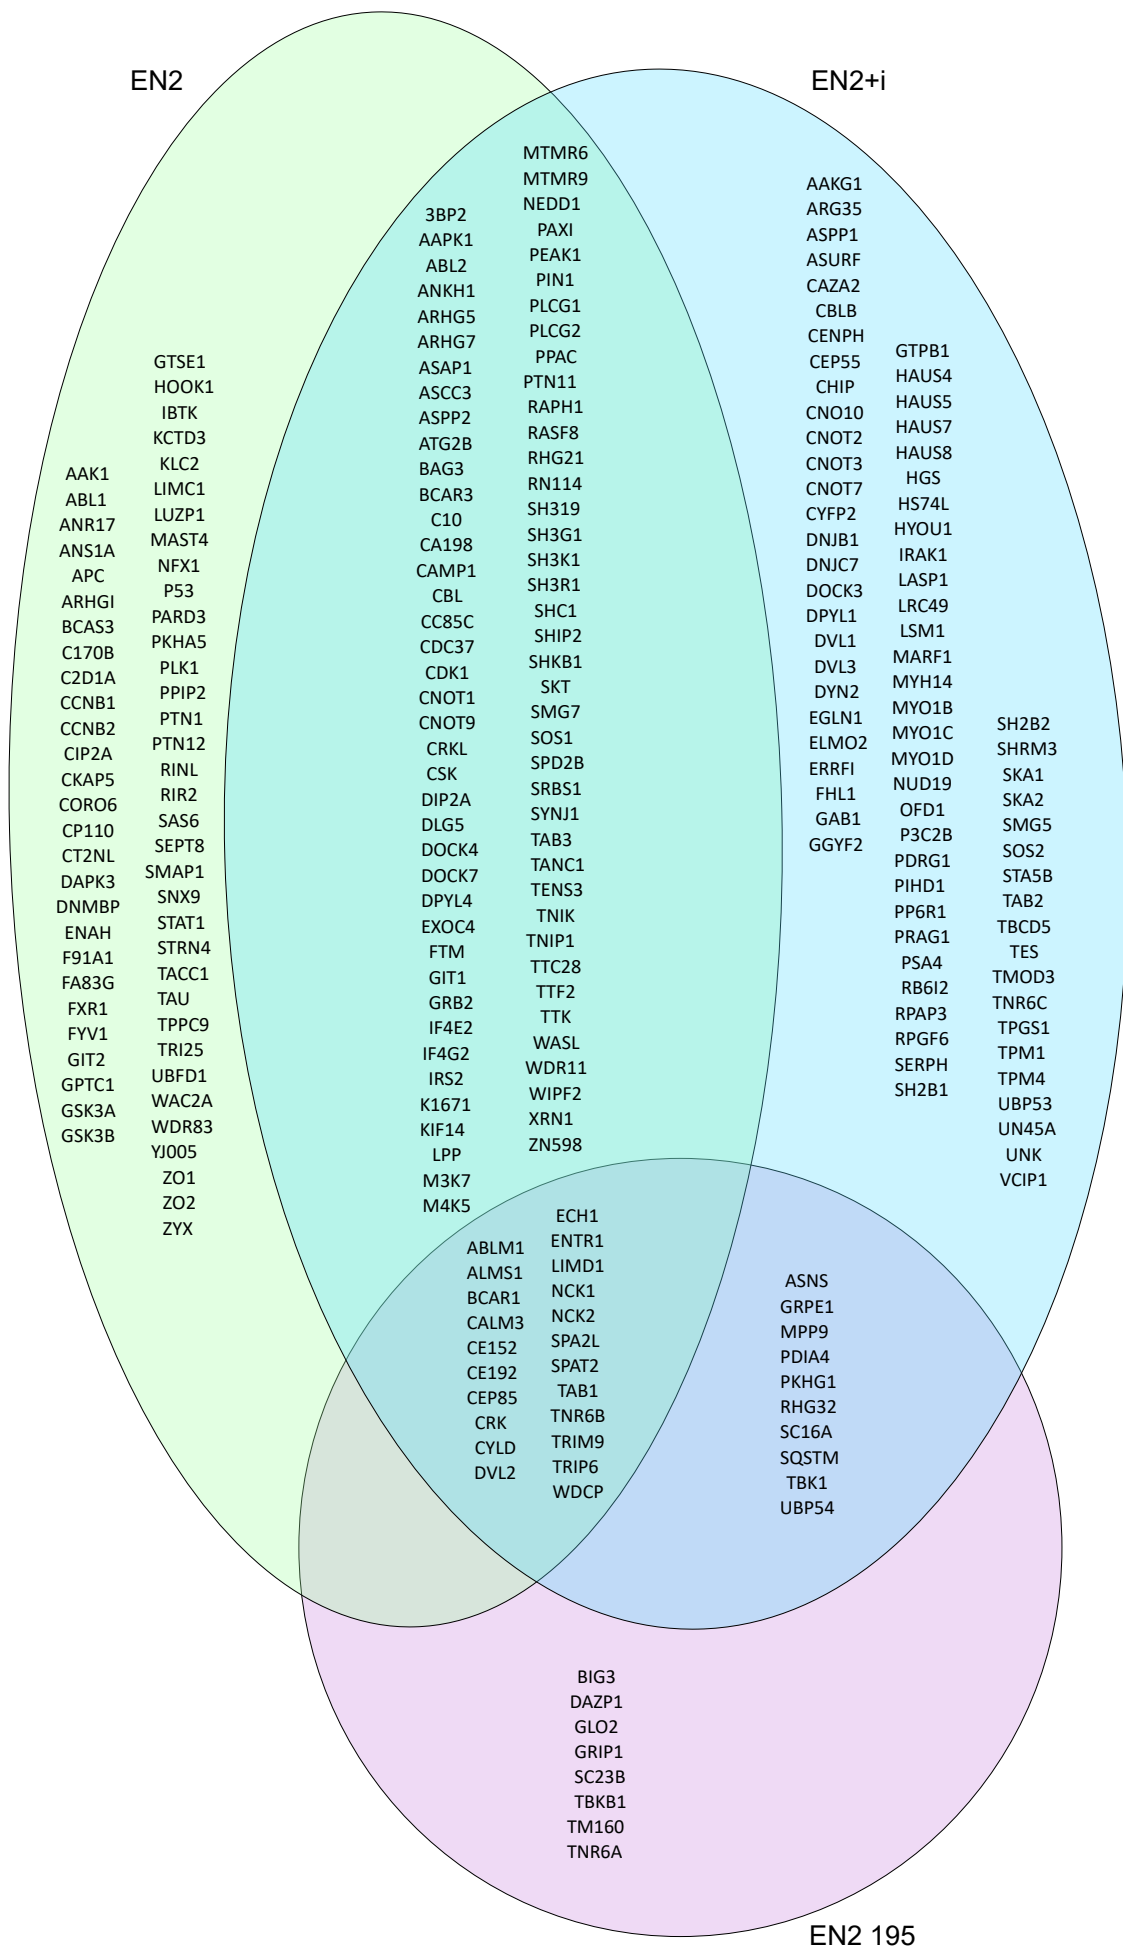 EN2
EN2+i
AAK1
ABL1
ANR17
ANS1A
APC
ARHGI
BCAS3
C170B
C2D1A
CCNB1
CCNB2
CIP2A
CKAP5
CORO6
CP110
CT2NL
DAPK3
DNMBP
ENAH
F91A1
FA83G
FXR1
FYV1
GIT2
GPTC1
GSK3A
GSK3B
GTSE1
HOOK1
IBTK
KCTD3
KLC2
LIMC1
LUZP1
MAST4
NFX1
P53
PARD3
PKHA5
PLK1
PPIP2
PTN1
PTN12
RINL
RIR2
SAS6
SEPT8
SMAP1
SNX9
STAT1
STRN4
TACC1
TAU
TPPC9
TRI25
UBFD1
WAC2A
WDR83
YJ005
ZO1
ZO2
ZYX
3BP2
AAPK1
ABL2
ANKH1
ARHG5
ARHG7
ASAP1
ASCC3
ASPP2
ATG2B
BAG3
BCAR3
C10
CA198
CAMP1
CBL
CC85C
CDC37
CDK1
CNOT1
CNOT9
CRKL
CSK
DIP2A
DLG5
DOCK4
DOCK7
DPYL4
EXOC4
FTM
GIT1
GRB2
IF4E2
IF4G2
IRS2
K1671
KIF14
LPP
M3K7
M4K5
MTMR6
MTMR9
NEDD1
PAXI
PEAK1
PIN1
PLCG1
PLCG2
PPAC
PTN11
RAPH1
RASF8
RHG21
RN114
SH319
SH3G1
SH3K1
SH3R1
SHC1
SHIP2
SHKB1
SKT
SMG7
SOS1
SPD2B
SRBS1
SYNJ1
TAB3
TANC1
TENS3
TNIK
TNIP1
TTC28
TTF2
TTK
WASL
WDR11
WIPF2
XRN1
ZN598
AAKG1
ARG35
ASPP1
ASURF
CAZA2
CBLB
CENPH
CEP55
CHIP
CNO10
CNOT2
CNOT3
CNOT7
CYFP2
DNJB1
DNJC7
DOCK3
DPYL1
DVL1
DVL3
DYN2
EGLN1
ELMO2
ERRFI
FHL1
GAB1
GGYF2
GTPB1
HAUS4
HAUS5
HAUS7
HAUS8
HGS
HS74L
HYOU1
IRAK1
LASP1
LRC49
LSM1
MARF1
MYH14
MYO1B
MYO1C
MYO1D
NUD19
OFD1
P3C2B
PDRG1
PIHD1
PP6R1
PRAG1
PSA4
RB6I2
RPAP3
RPGF6
SERPH
SH2B1
SH2B2
SHRM3
SKA1
SKA2
SMG5
SOS2
STA5B
TAB2
TBCD5
TES
TMOD3
TNR6C
TPGS1
TPM1
TPM4
UBP53
UN45A
UNK
VCIP1
ABLM1
ALMS1
BCAR1
CALM3
CE152
CE192
CEP85
CRK
CYLD
DVL2
ECH1
ENTR1
LIMD1
NCK1
NCK2
SPA2L
SPAT2
TAB1
TNR6B
TRIM9
TRIP6
WDCP
ASNS
GRPE1
MPP9
PDIA4
PKHG1
RHG32
SC16A
SQSTM
TBK1
UBP54
BIG3
DAZP1
GLO2
GRIP1
SC23B
TBKB1
TM160
TNR6A
EN2 195